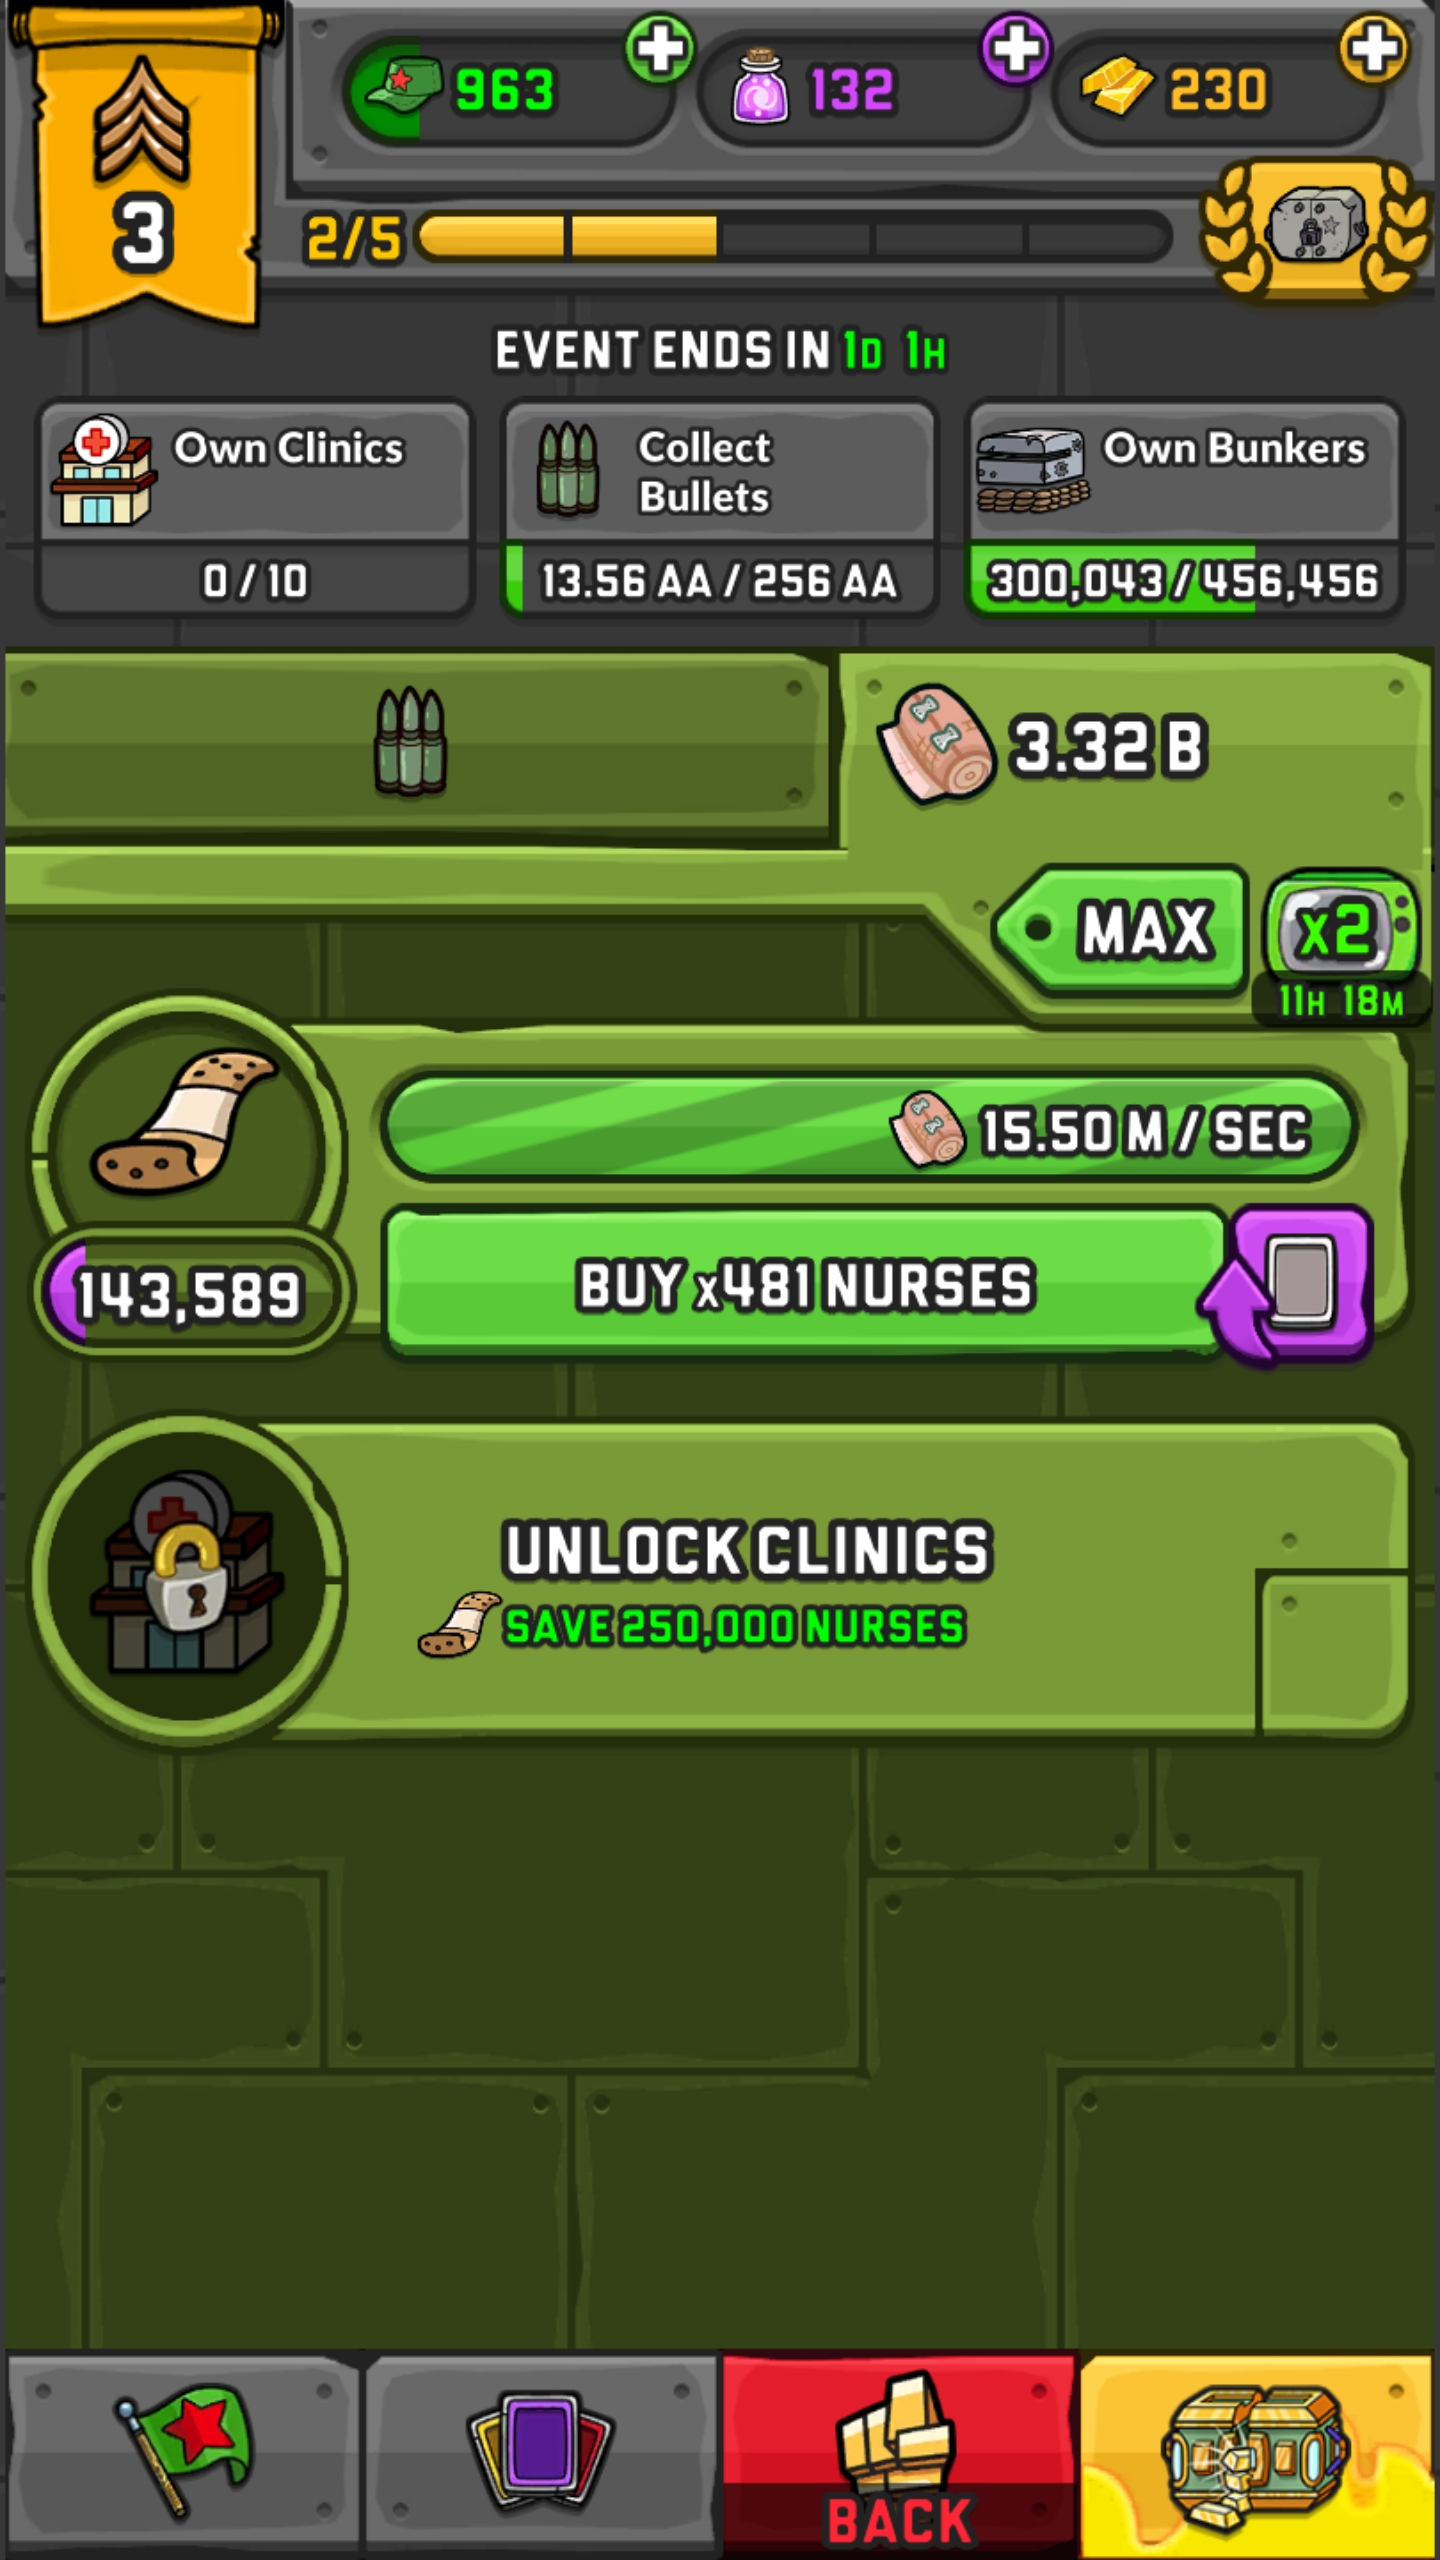 963
132
230
3
2/5
EVENT ENDS IN 1D 1H
Own Clinics
0 / 10
Collect
Bullets
13.56 AA / 256 AA
Own Bunkers
300,043 / 456,456
3.32 B
MAX
x2
11H 18M
15.50 M / SEC
143,589
BUY x481 NURSES
UNLOCK CLINICS
SAVE 250,000 NURSES
BACK